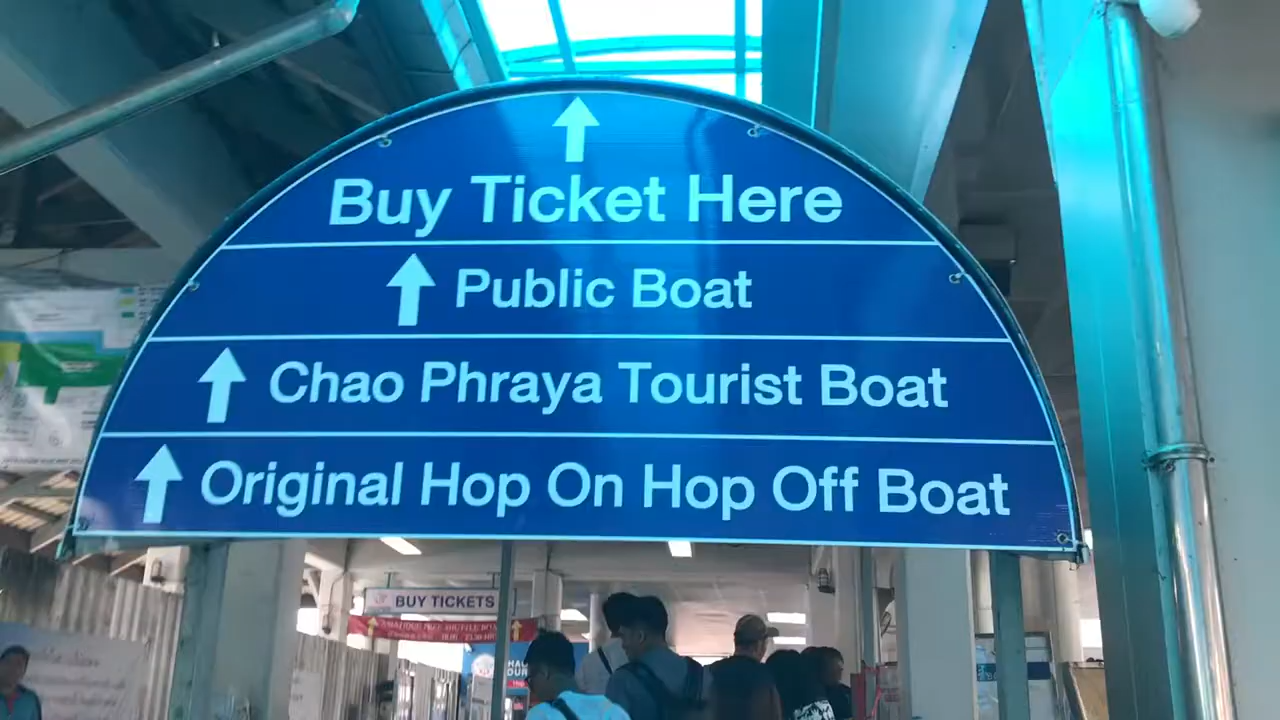 Buy Ticket Here
Public Boat
Chao Phraya Tourist Boat
Original Hop On Hop Off Boat
BUY TICKETS